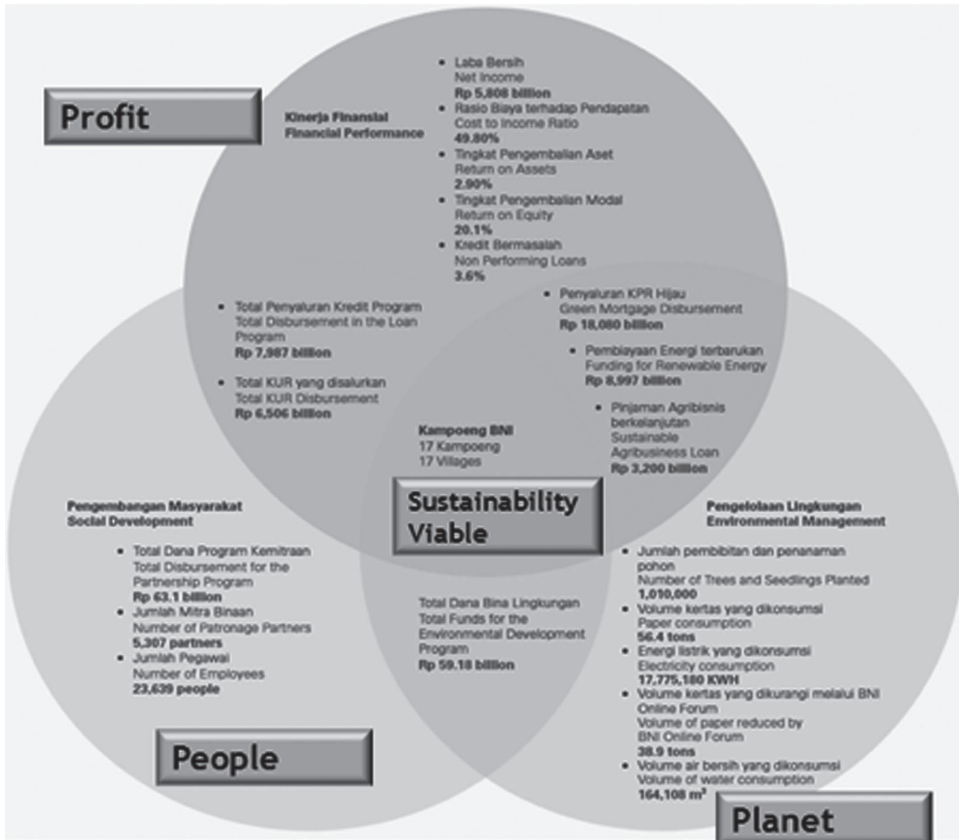 Profit
Kinerja Finansial
Financial Performance
• Laba Bersih
Net Income
Rp 5,808 billion
• Rasio Biaya terhadap Pendapatan
Cost to Income Ratio
49.80%
• Tingkat Pengembalian Aset
Return on Assets
2.90%
• Tingkat Pengembalian Modal
Return on Equity
20.1%
• Kredit Bermasalah
Non Performing Loans
3.6%
• Total Penyaluran Kredit Program
Total Disbursement in the Loan
Program
Rp 7,987 billion
• Total KUR yang disalurkan
Total KUR Disbursement
Rp 6,506 billion
• Penyaluran KPR Hijau
Green Mortgage Disbursement
Rp 18,080 billion
• Pembiayaan Energi terbarukan
Funding for Renewable Energy
Rp 8,997 billion
• Pinjaman Agribisnis
berkelanjutan
Sustainable
Agribusiness Loan
Rp 3,200 billion
Kampoeng BNI
17 Kampoeng
17 Villages
Sustainability
Viable
Pengembangan Masyarakat
Social Development
• Total Dana Program Kemitraan
Total Disbursement for the
Partnership Program
Rp 63.1 billion
• Jumlah Mitra Binaan
Number of Patronage Partners
5,307 partners
• Jumlah Pegawai
Number of Employees
23,639 people
People
Total Dana Bina Lingkungan
Total Funds for the
Environmental Development
Program
Rp 59.18 billion
Pengelolaan Lingkungan
Environmental Management
• Jumlah pembibitan dan penanaman
pohon
Number of Trees and Seedlings Planted
1,010,000
• Volume kertas yang dikonsumsi
Paper consumption
56.4 tons
• Energi listrik yang dikonsumsi
Electricity consumption
17,775,180 KWH
• Volume kertas yang dikurangi melalui BNI
Online Forum
Volume of paper reduced by
BNI Online Forum
38.9 tons
• Volume air bersih yang dikonsumsi
Volume of water consumption
164,108 m³
Planet